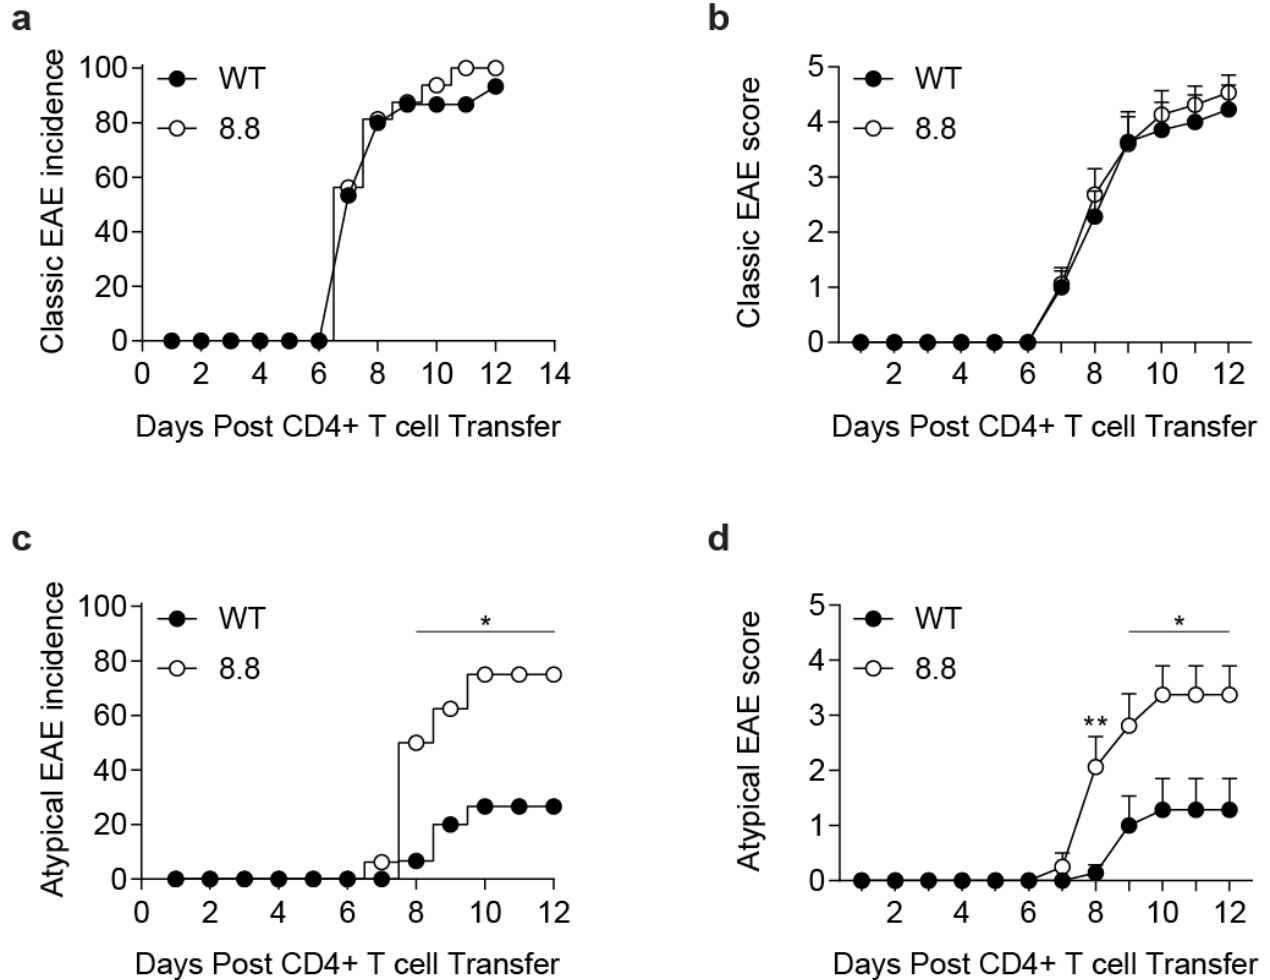 a
Classic EAE incidence
100
80
60
40
20
0
WT
8.8
0 2 4 6 8 10 12 14
Days Post CD4+ T cell Transfer
b
Classic EAE score
5
4
3
2
1
0
WT
8.8
2 4 6 8 10 12
Days Post CD4+ T cell Transfer
c
Atypical EAE incidence
100
80
60
40
20
0
WT
8.8
*
0 2 4 6 8 10 12
Days Post CD4+ T cell Transfer
d
Atypical EAE score
5
4
3
2
1
0
WT
8.8
**
*
2 4 6 8 10 12
Days Post CD4+ T cell Transfer